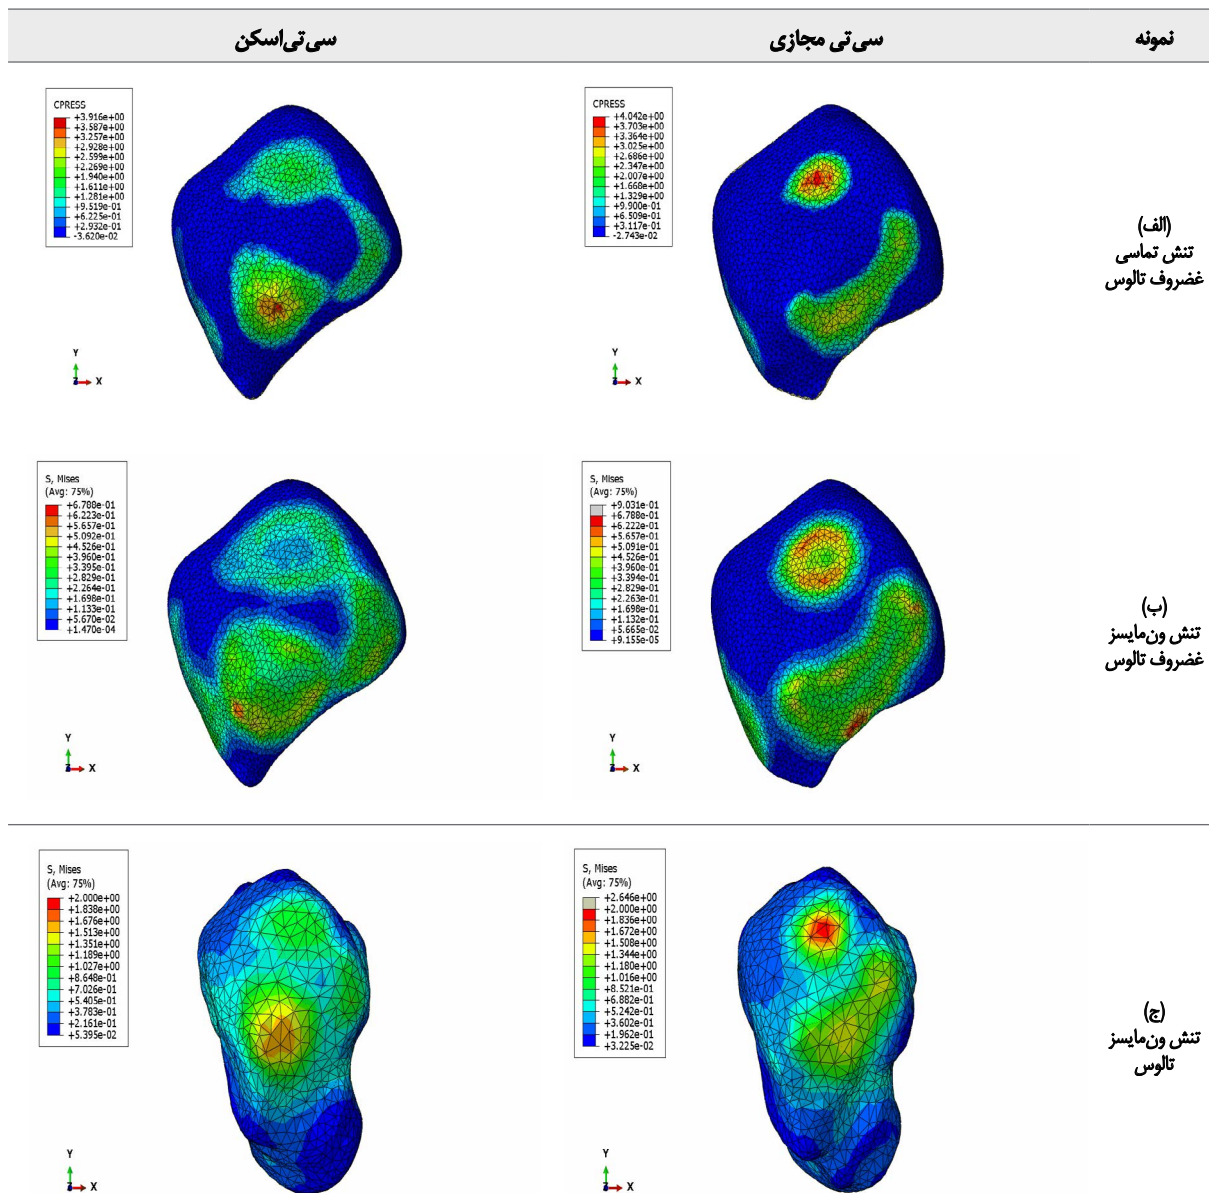 نمونه
سی‌تی مجازی
سی‌تی‌اسکن
(الف)
تنش تماسی
غضروف تالوس
CPRESS
+4.042e+00
+3.703e+00
+3.364e+00
+3.025e+00
+2.686e+00
+2.347e+00
+2.007e+00
+1.668e+00
+1.329e+00
+9.900e-01
+6.509e-01
+3.117e-01
-2.743e-02
Y
Z X
CPRESS
+3.916e+00
+3.587e+00
+3.257e+00
+2.928e+00
+2.599e+00
+2.269e+00
+1.940e+00
+1.611e+00
+1.281e+00
+9.519e-01
+6.225e-01
+2.932e-01
-3.620e-02
Y
Z X
(ب)
تنش ون‌مایسز
غضروف تالوس
S, Mises
(Avg: 75%)
+9.031e-01
+6.788e-01
+6.222e-01
+5.657e-01
+5.091e-01
+4.526e-01
+3.960e-01
+3.394e-01
+2.829e-01
+2.263e-01
+1.698e-01
+1.132e-01
+5.665e-02
+9.155e-05
Y
Z X
S, Mises
(Avg: 75%)
+6.788e-01
+6.223e-01
+5.657e-01
+5.092e-01
+4.526e-01
+3.960e-01
+3.395e-01
+2.829e-01
+2.264e-01
+1.698e-01
+1.133e-01
+5.670e-02
+1.470e-04
Y
Z X
(ج)
تنش ون‌مایسز
تالوس
S, Mises
(Avg: 75%)
+2.646e+00
+2.000e+00
+1.836e+00
+1.672e+00
+1.508e+00
+1.344e+00
+1.180e+00
+1.016e+00
+8.521e-01
+6.882e-01
+5.242e-01
+3.602e-01
+1.962e-01
+3.225e-02
Y
Z X
S, Mises
(Avg: 75%)
+2.000e+00
+1.838e+00
+1.676e+00
+1.513e+00
+1.351e+00
+1.189e+00
+1.027e+00
+8.648e-01
+7.026e-01
+5.405e-01
+3.783e-01
+2.161e-01
+5.395e-02
Y
Z X